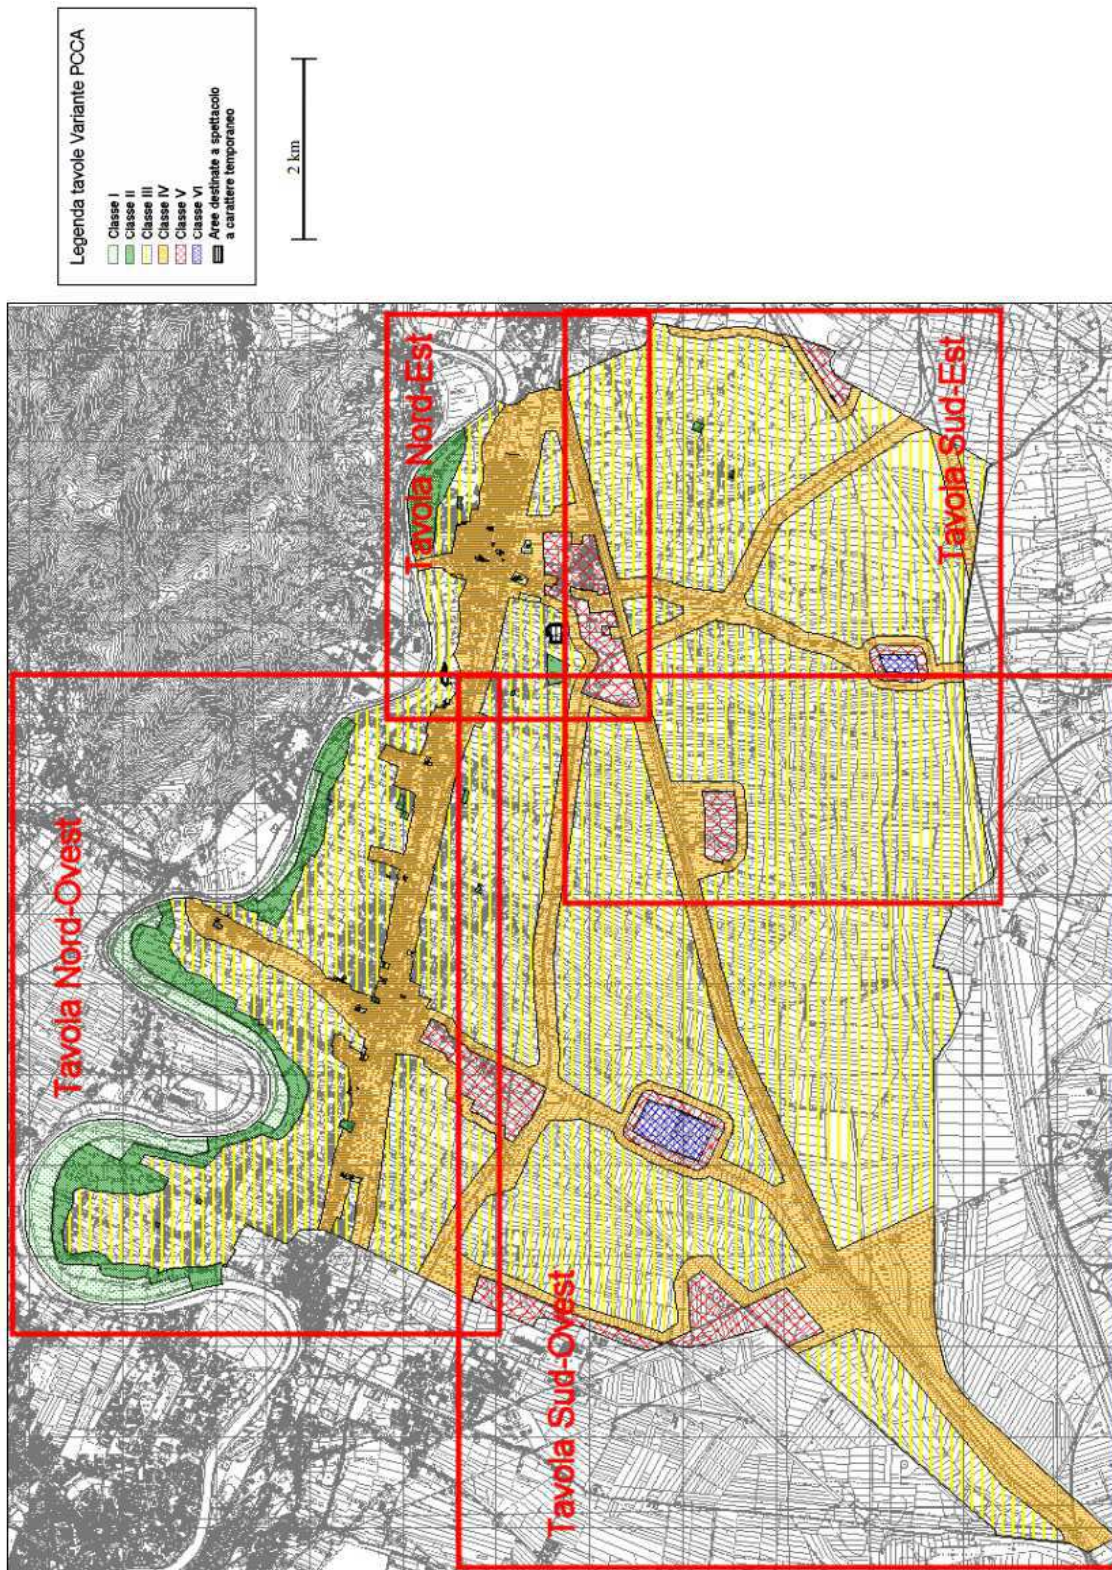 Legenda tavole Variante PCCA
Classe I
Classe II
Classe III
Classe IV
Classe V
Classe VI
Aree destinate a spettacolo
a carattere temporaneo
2 km
Tavola Nord-Ovest
Tavola Nord-Est
Tavola Sud-Ovest
Tavola Sud-Est